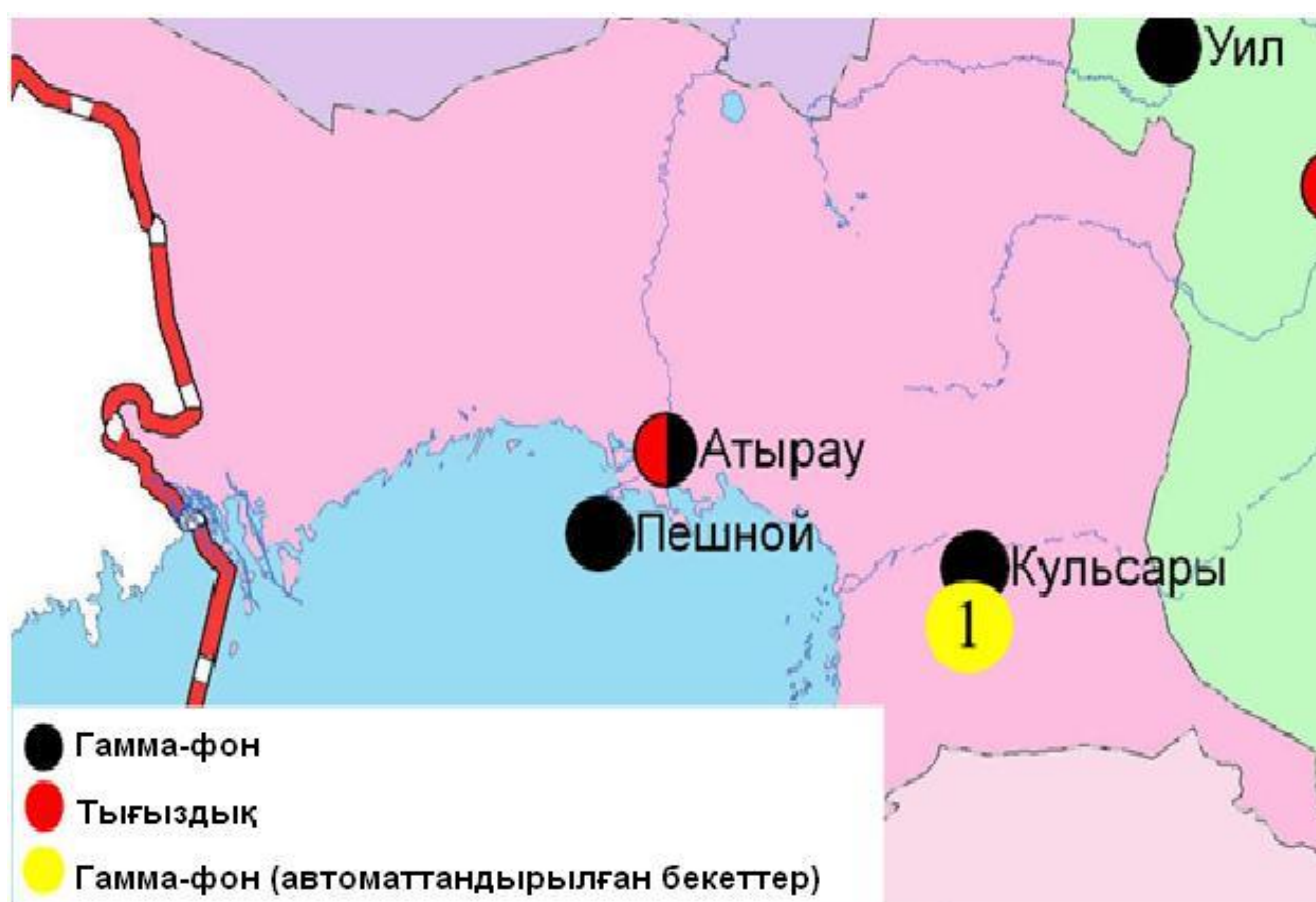 Уил
Атырау
Пешной
Кульсары
1
Гамма-фон
Тығыздық
Гамма-фон (автоматтандырылған бекеттер)